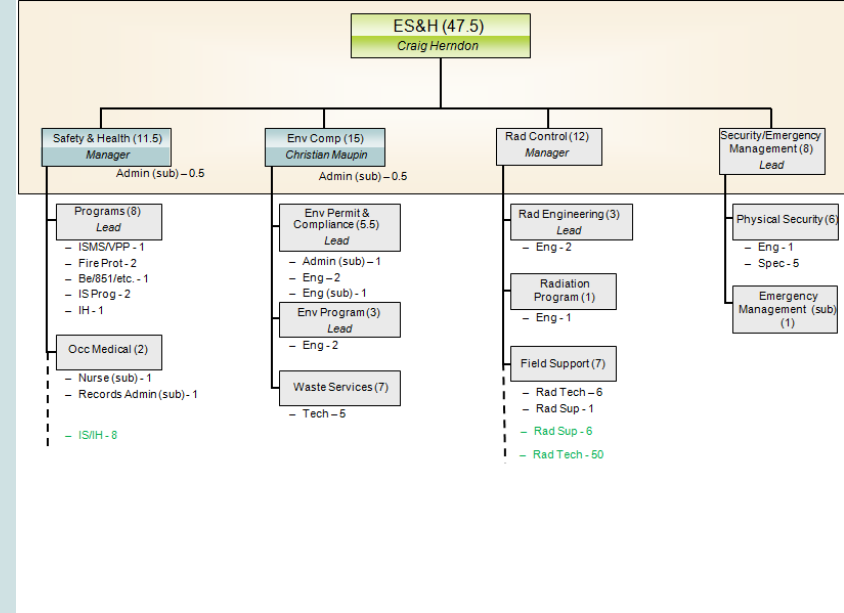 ES&H (47.5)
Craig Herndon
Safety & Health (11.5)
Manager
Admin (sub) – 0.5
Programs (8)
Lead
– ISMS/VPP - 1
– Fire Prot - 2
– Be/851/etc. - 1
– IS Prog - 2
– IH - 1
Occ Medical (2)
– Nurse (sub) - 1
– Records Admin (sub) - 1
– IS/IH - 8
Env Comp (15)
Christian Maupin
Admin (sub) – 0.5
Env Permit &
Compliance (5.5)
Lead
– Admin (sub) – 1
– Eng – 2
– Eng (sub) - 1
Env Program (3)
Lead
– Eng - 2
Waste Services (7)
– Tech – 5
Rad Control (12)
Manager
Rad Engineering (3)
Lead
– Eng - 2
Radiation
Program (1)
– Eng - 1
Field Support (7)
– Rad Tech – 6
– Rad Sup - 1
– Rad Sup - 6
– Rad Tech - 50
Security/Emergency
Management (8)
Lead
Physical Security (6)
– Eng - 1
– Spec - 5
Emergency
Management (sub)
(1)